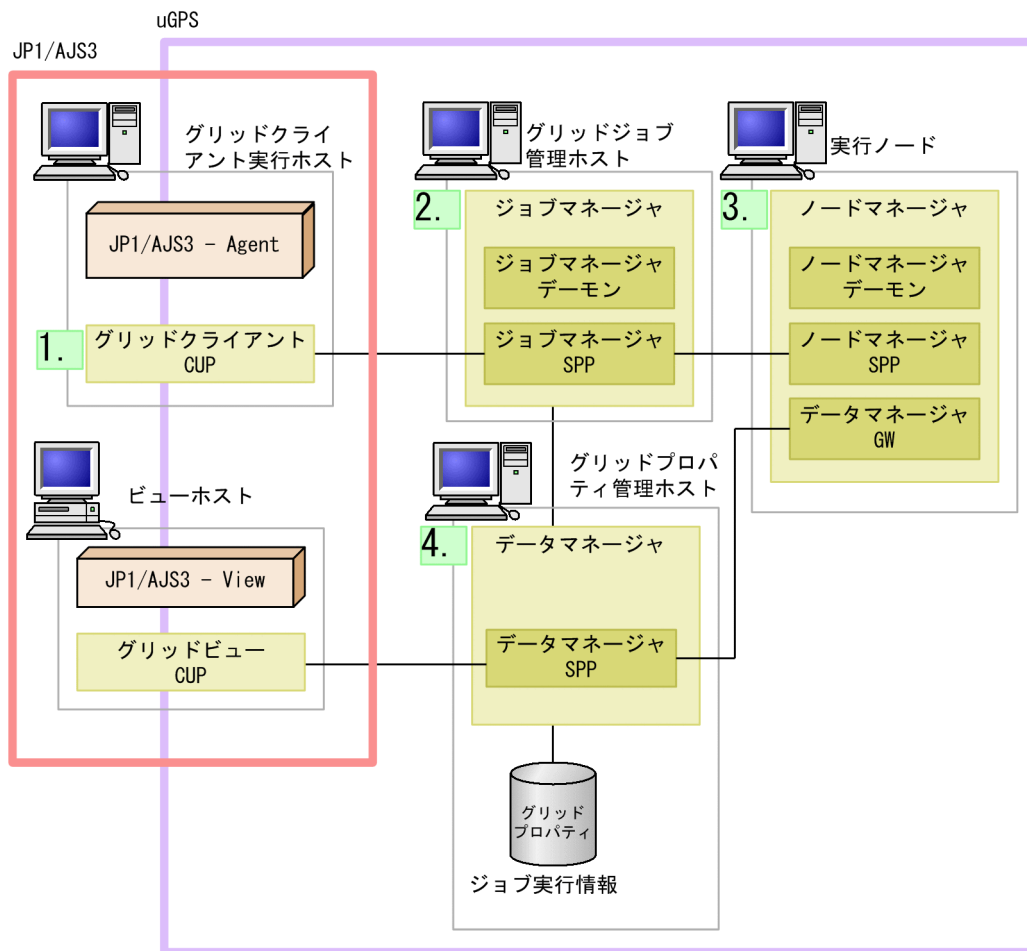 uGPS
JP1/AJS3
グリッドクライ
アント実行ホスト
JP1/AJS3 - Agent
1.
グリッドクライアント
CUP
グリッドジョブ
管理ホスト
2.
ジョブマネージャ
ジョブマネージャ
デーモン
ジョブマネージャ
SPP
実行ノード
3.
ノードマネージャ
ノードマネージャ
デーモン
ノードマネージャ
SPP
データマネージャ
GW
ビューホスト
JP1/AJS3 - View
グリッドビュー
CUP
グリッドプロパ
ティ管理ホスト
4.
データマネージャ
データマネージャ
SPP
グリッド
プロパティ
ジョブ実行情報